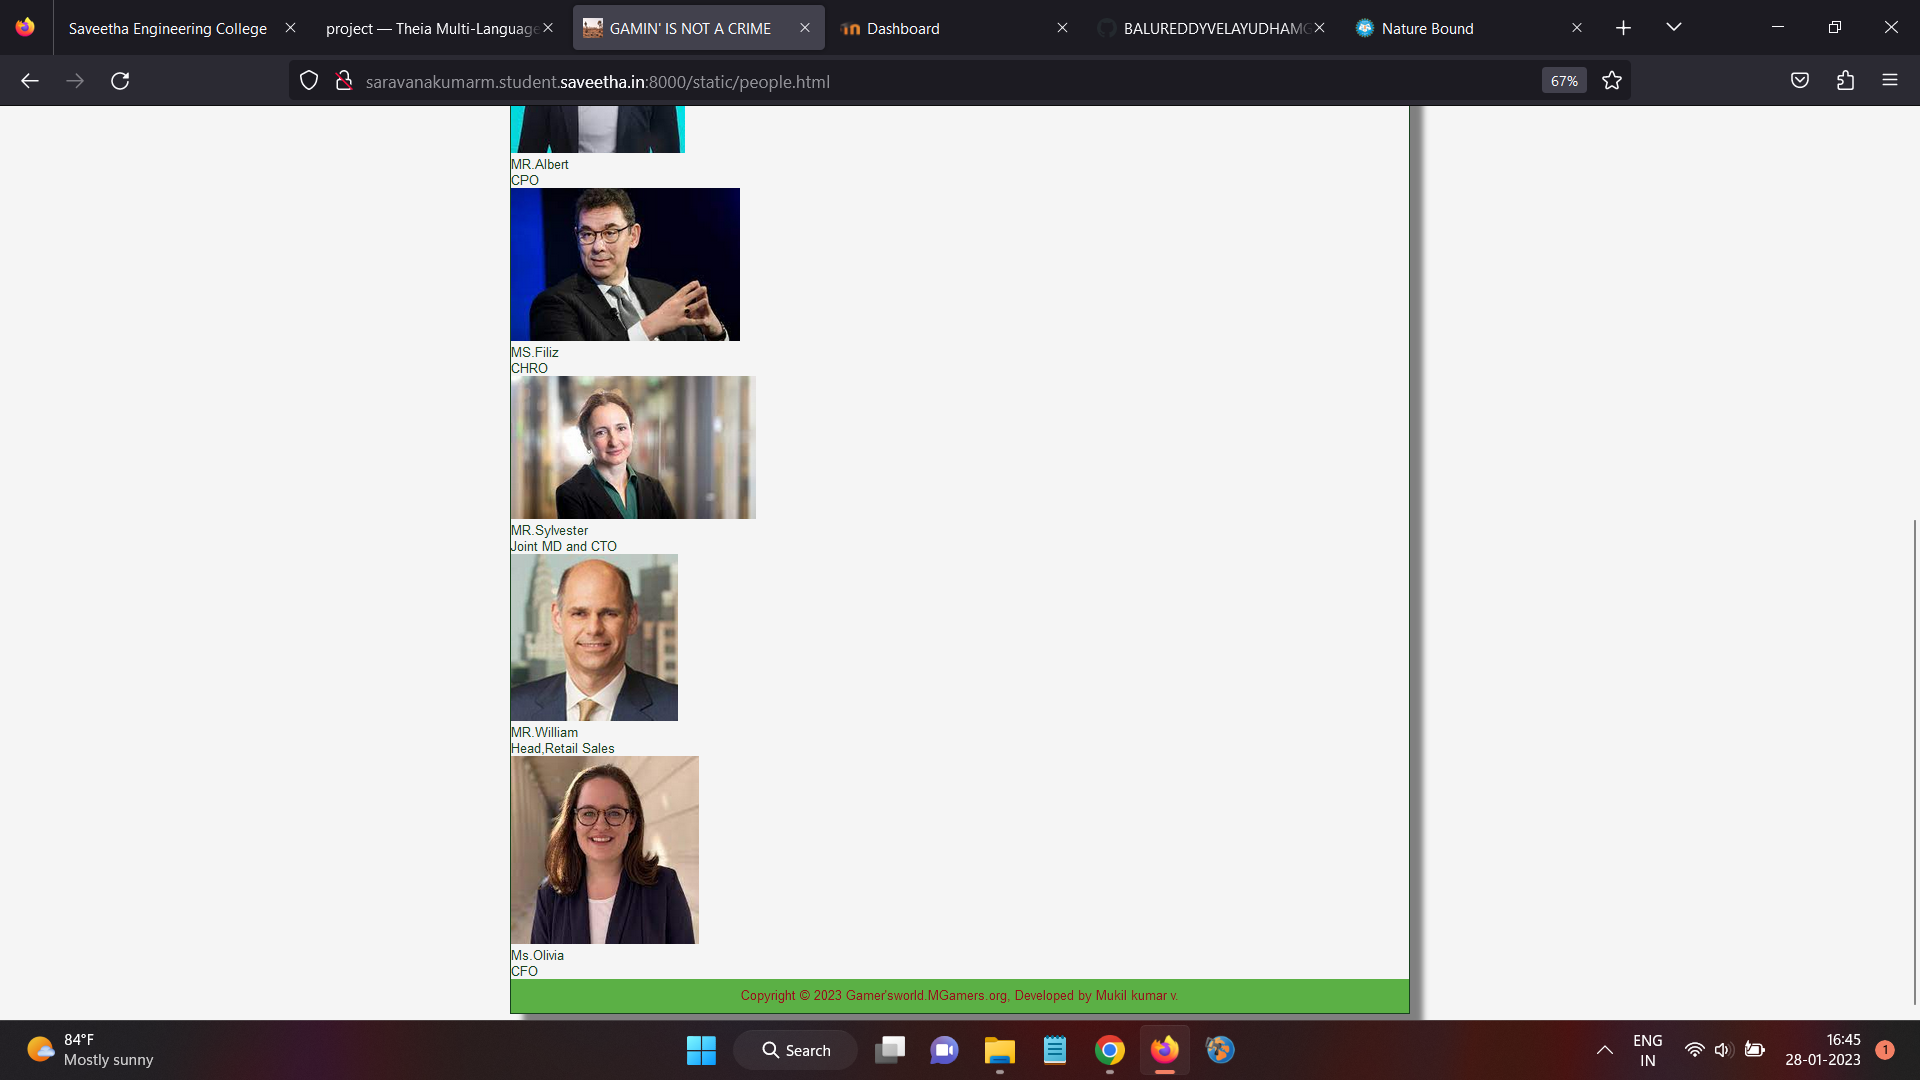 Saveetha Engineering College
project — Theia Multi-Language
GAMIN' IS NOT A CRIME
Dashboard
BALUREDDYVELAYUDHAMG
Nature Bound
saravanakumarm.student.saveetha.in:8000/static/people.html
67%
MR.Albert
CPO
MS.Filiz
CHRO
MR.Sylvester
Joint MD and CTO
MR.William
Head,Retail Sales
Ms.Olivia
CFO
Copyright © 2023 Gamer'sworld.MGamers.org, Developed by Mukil kumar v.
84°F
Mostly sunny
Search
ENG
IN
16:45
28-01-2023
1